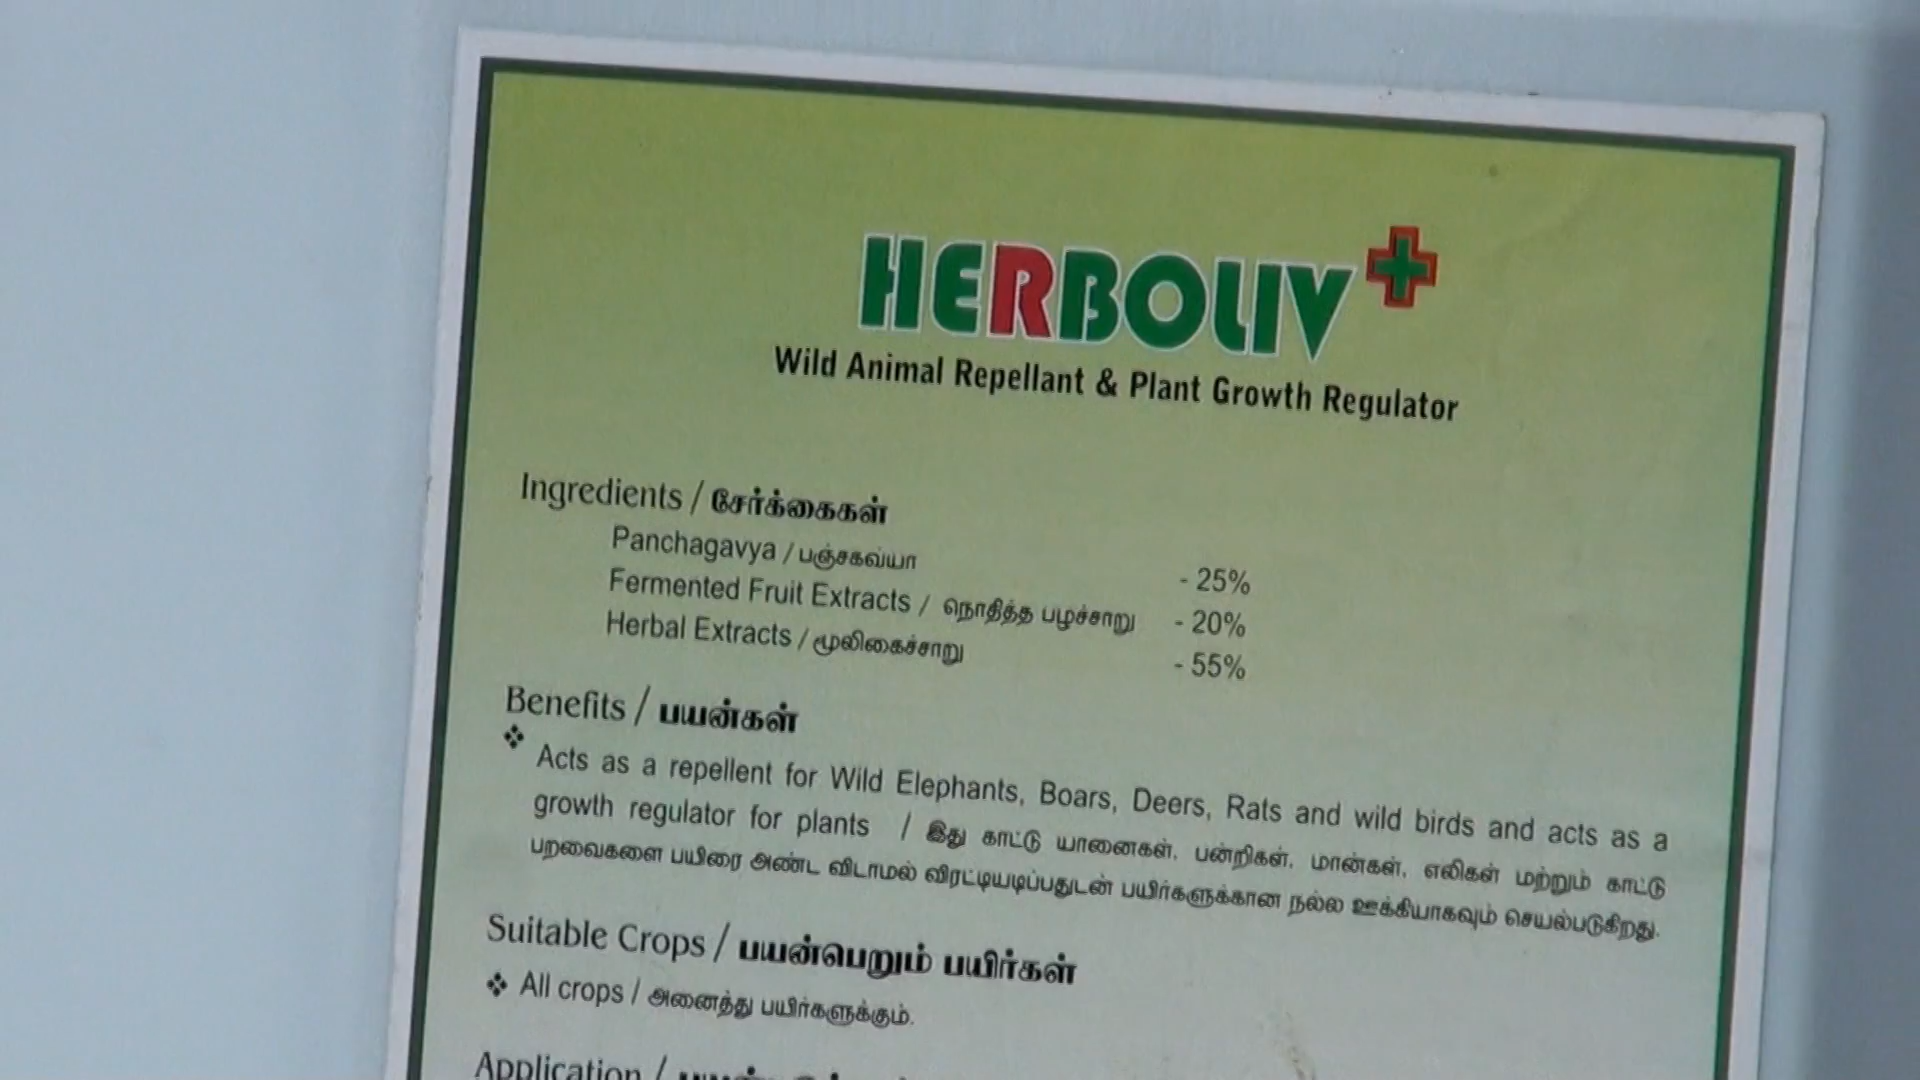 HERBOLIV+
Wild Animal Repellant & Plant Growth Regulator
Ingredients / சேர்க்கைகள்
Panchagavya / பஞ்சகவ்யா - 25%
Fermented Fruit Extracts / நொதித்த பழச்சாறு - 20%
Herbal Extracts / மூலிகைச்சாறு - 55%
Benefits / பயன்கள்
❖ Acts as a repellent for Wild Elephants, Boars, Deers, Rats and wild birds and acts as a
growth regulator for plants / இது காட்டு யானைகள், பன்றிகள், மான்கள், எலிகள் மற்றும் காட்டு
பறவைகளை பயிரை அண்ட விடாமல் விரட்டியடிப்பதுடன் பயிர்களுக்கான நல்ல ஊக்கியாகவும் செயல்படுகிறது.
Suitable Crops / பயன்பெறும் பயிர்கள்
❖ All crops / அனைத்து பயிர்களுக்கும்.
Application /